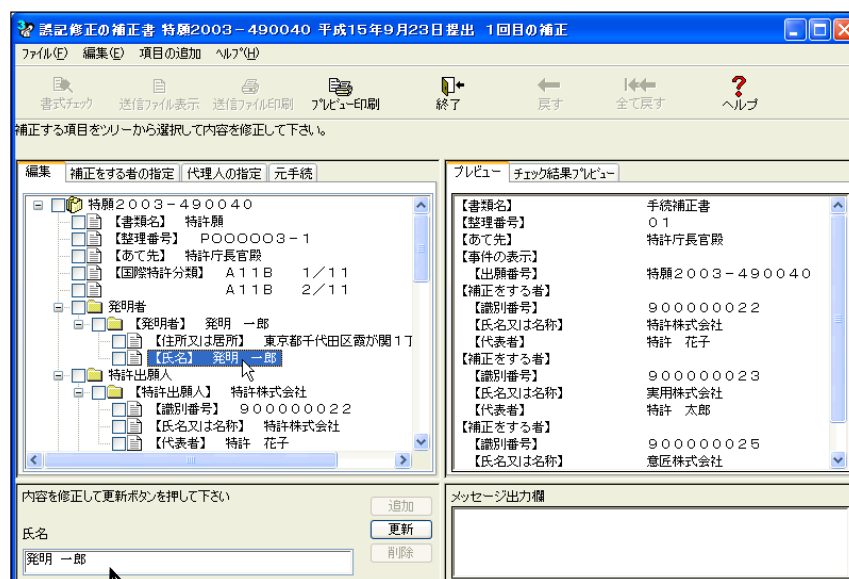 誤記修正の補正書 特願2003-490040 平成15年9月23日提出 1回目の補正
ファイル(F) 編集(E) 項目の追加 ヘルプ(H)
書式チェック 送信ファイル表示 送信ファイル印刷 プレビュー印刷 終了 戻す 全て戻す ヘルプ
補正する項目をツリーから選択して内容を修正して下さい。
編集 補正をする者の指定 代理人の指定 元手続
特願2003-490040
【書類名】 特許願
【整理番号】 P000003-1
【あて先】 特許庁長官殿
【国際特許分類】 A11B 1/11
A11B 2/11
発明者
【発明者】 発明 一郎
【住所又は居所】 東京都千代田区霞が関1丁
【氏名】 発明 一郎
特許出願人
【特許出願人】 特許株式会社
【識別番号】 900000022
【氏名又は名称】 特許株式会社
【代表者】 特許 花子
プレビュー チェック結果プレビュー
【書類名】 手続補正書
【整理番号】 01
【あて先】 特許庁長官殿
【事件の表示】
【出願番号】 特願2003-490040
【補正をする者】
【識別番号】 900000022
【氏名又は名称】 特許株式会社
【代表者】 特許 花子
【補正をする者】
【識別番号】 900000023
【氏名又は名称】 実用株式会社
【代表者】 特許 太郎
【補正をする者】
【識別番号】 900000025
【氏名又は名称】 意匠株式会社
内容を修正して更新ボタンを押して下さい
追加
更新
削除
氏名
発明 一郎
メッセージ出力欄